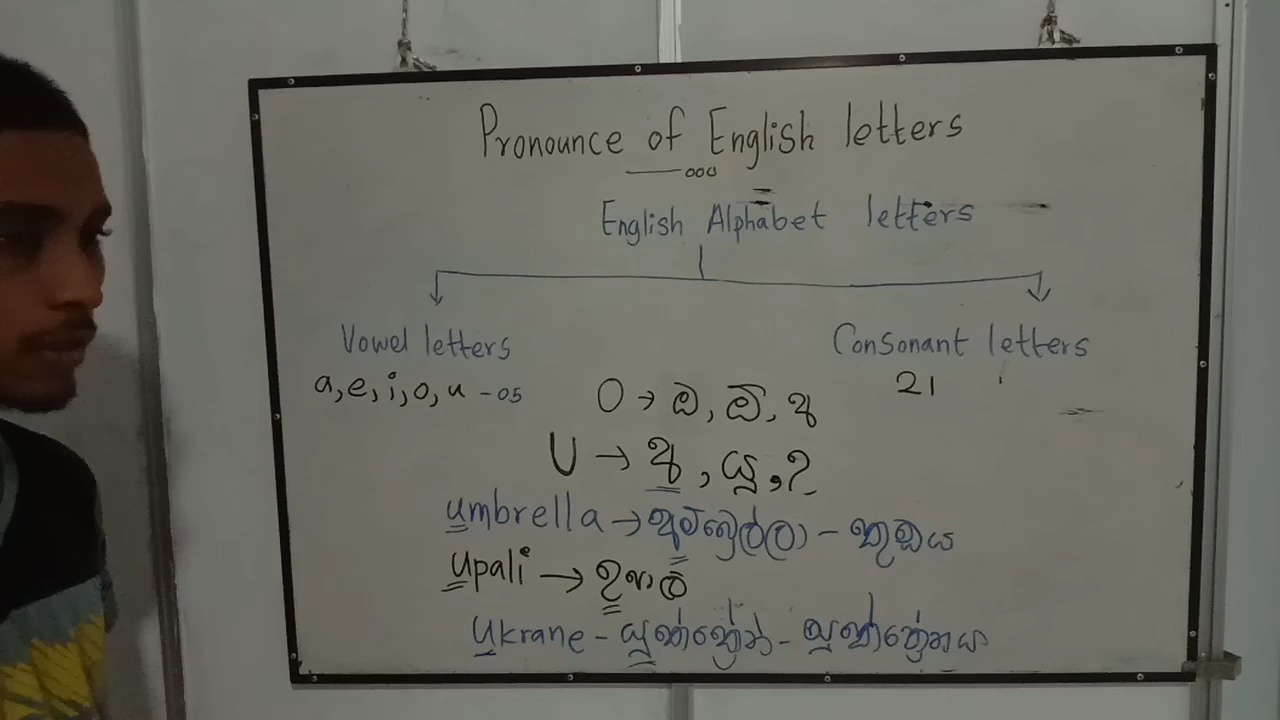 Pronounce of English letters
English Alphabet letters
Vowel letters
Consonant letters
a, e, i, o, u - 05
21
O → ඔ, ඕ, අ
U → අ, යු, උ
umbrella → අම්බ්‍රෙල්ලා - කුඩය
upali → උපාලි
Ukrane - යුක්රේන් - යුක්රේනය